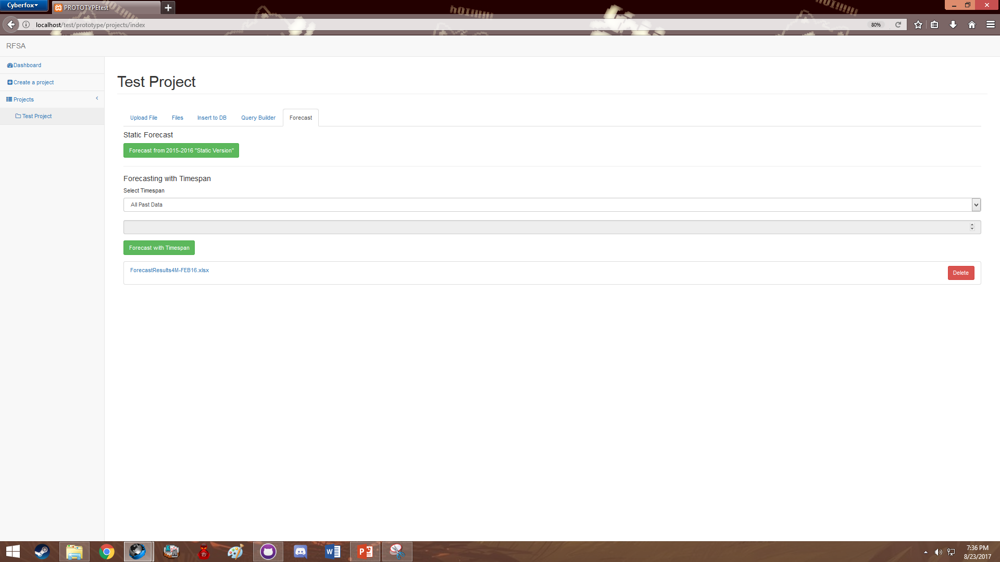 Cyberfox
PROTOTYPEtest
HOT!!!!!!
localhost/test/prototype/projects/index
80%
RFSA
Dashboard
Create a project
Projects
Test Project
Test Project
Upload File
Files
Insert to DB
Query Builder
Forecast
Static Forecast
Forecast from 2015-2016 "Static Version"
Forecasting with Timespan
Select Timespan
All Past Data
Forecast with Timespan
ForecastResults4M-FEB16.xlsx
Delete
7:36 PM
8/23/2017